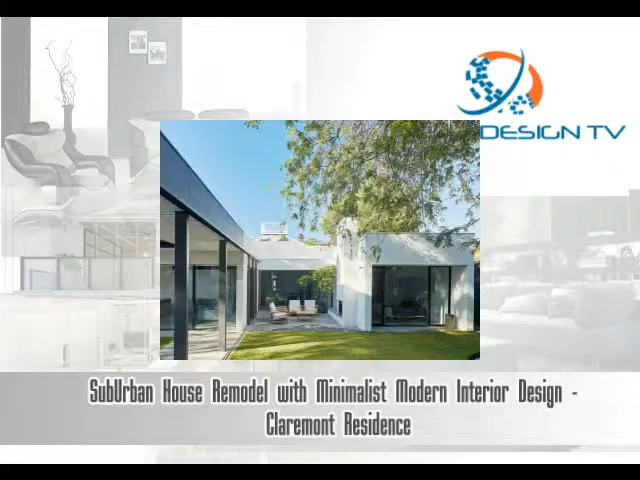 DESIGN TV
SubUrban House Remodel with Minimalist Modern Interior Design -
Claremont Residence